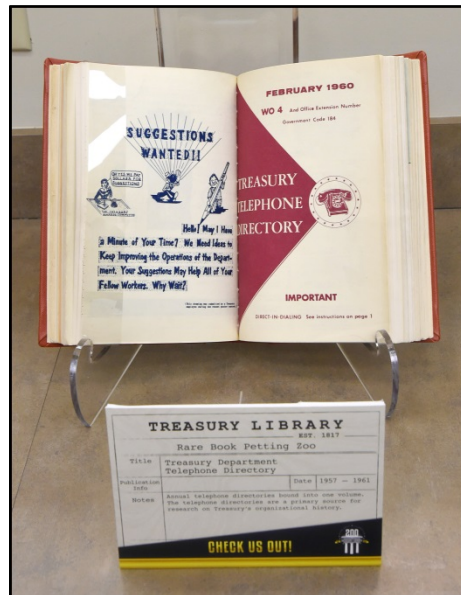 SUGGESTIONS
WANTED!!
Hello! May I Have
a Minute of Your Time? We Need Ideas to
Keep Improving the Operations of the Depart-
ment. Your Suggestions May Help All of Your
Fellow Workers. Why Wait?
FEBRUARY 1960
WO 4 And Office Extension Number
Government Code 184
TREASURY
TELEPHONE
DIRECTORY
IMPORTANT
DIRECT-IN-DIALING See instructions on page 1
TREASURY LIBRARY
EST. 1817
Rare Book Petting Zoo
Title Treasury Department
Telephone Directory
Publication
Info
Date 1957 – 1961
Notes Annual telephone directories bound into one volume.
The telephone directories are a primary source for
research on Treasury's organizational history.
CHECK US OUT!
200